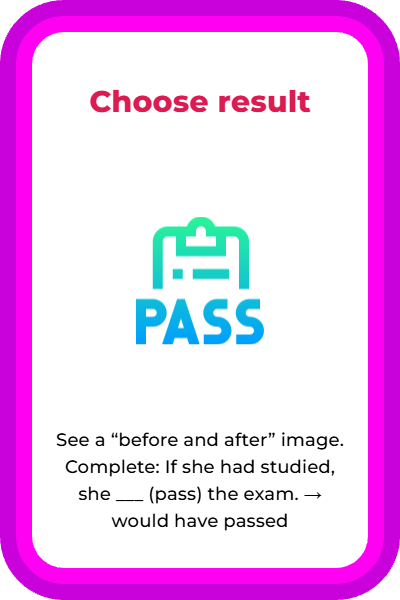 Choose result
PASS
See a “before and after” image.
Complete: If she had studied,
she ___ (pass) the exam. →
would have passed